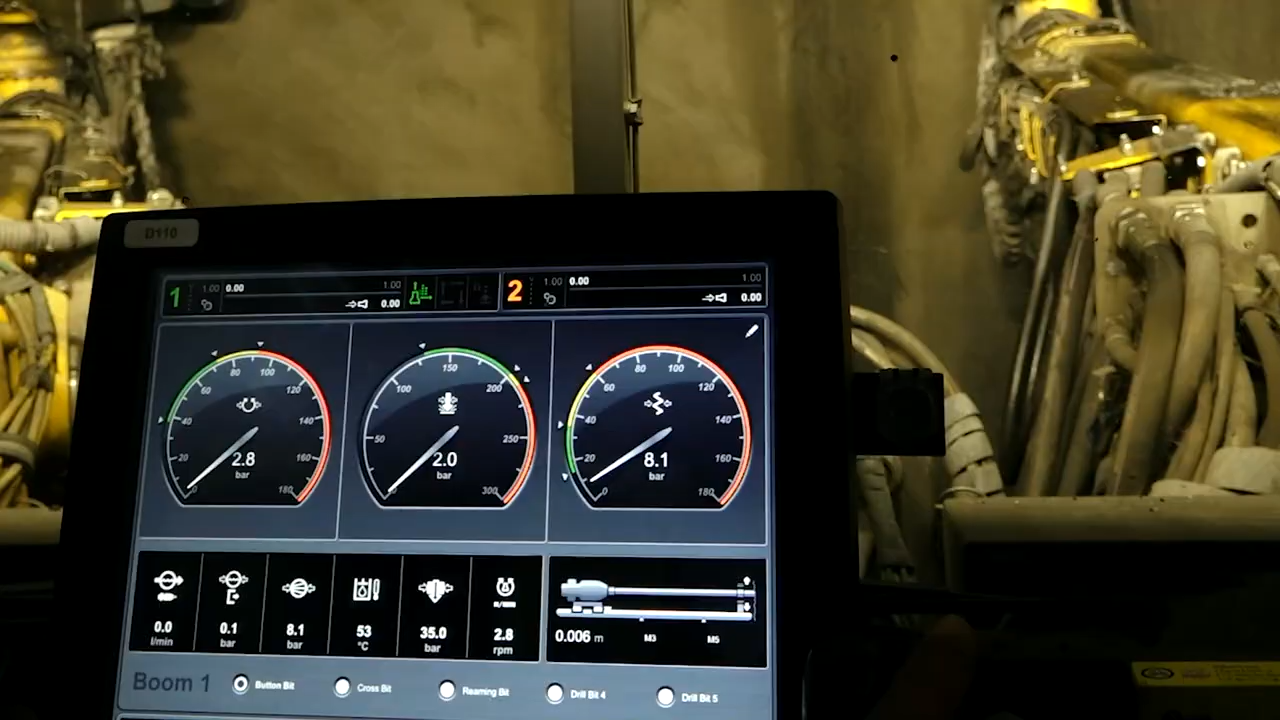 D110
1 1.00 0.00 1.00 0.00
2 1.00 0.00 1.00 0.00
0 20 40 60 80 100 120 140 160 180
2.8
bar
50 100 150 200 250 300
2.0
bar
0 20 40 60 80 100 120 140 160 180
8.1
bar
0.0 0.1 8.1 53 35.0 2.8
l/min bar bar °C bar rpm
0.006 m M3 M5
Boom 1 Button Bit Cross Bit Reaming Bit Drill Bit 4 Drill Bit 5